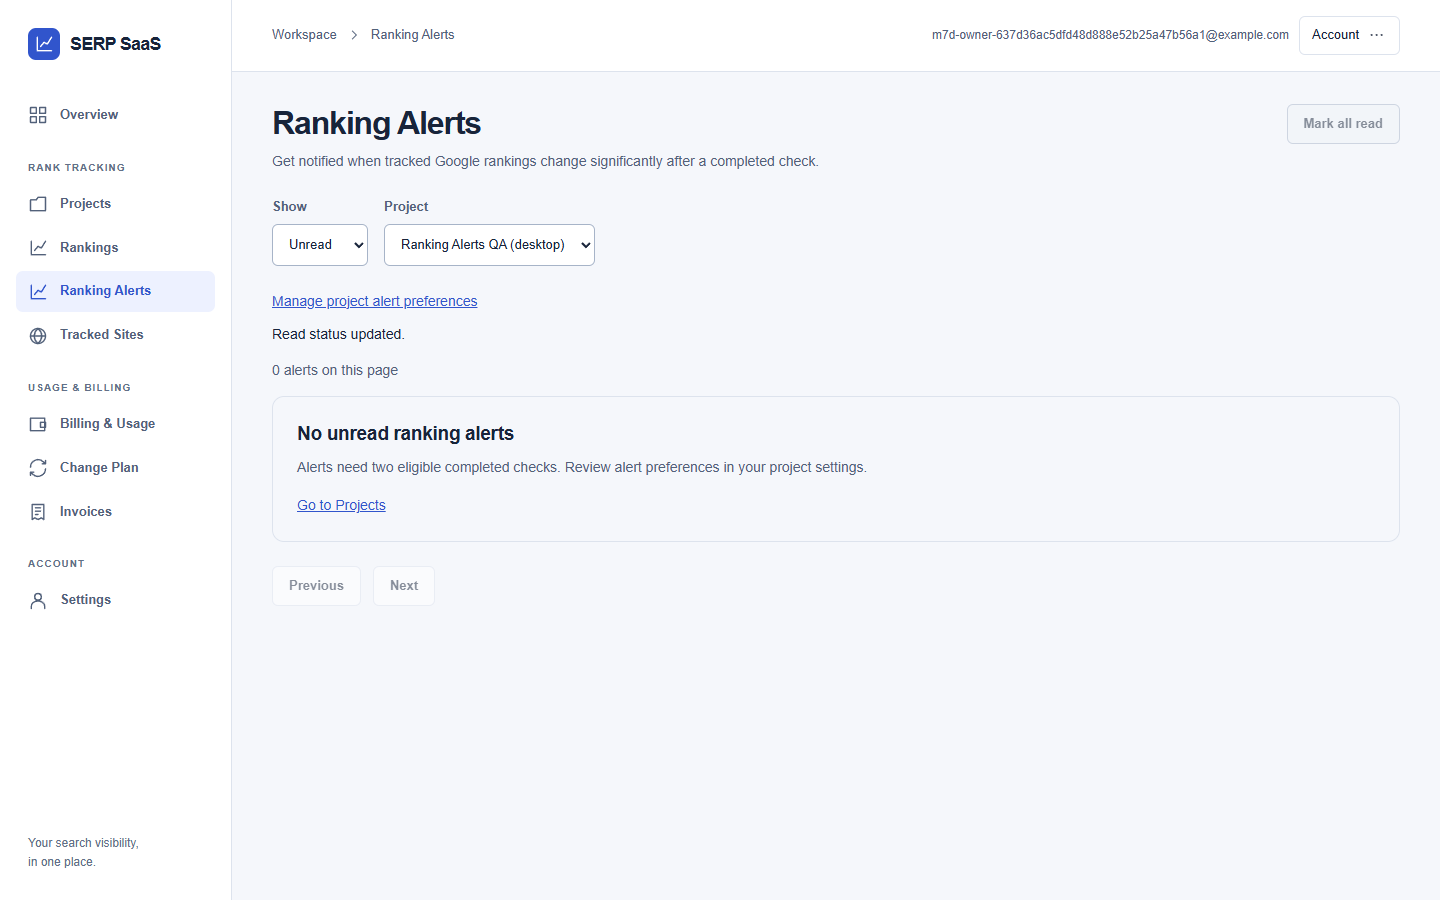 SERP SaaS
Overview
RANK TRACKING
Projects
Rankings
Ranking Alerts
Tracked Sites
USAGE & BILLING
Billing & Usage
Change Plan
Invoices
ACCOUNT
Settings
Your search visibility,
in one place.
Workspace > Ranking Alerts
m7d-owner-637d36ac5dfd48d888e52b25a47b56a1@example.com
Account ···
Ranking Alerts
Mark all read
Get notified when tracked Google rankings change significantly after a completed check.
Show Project
Unread Ranking Alerts QA (desktop)
Manage project alert preferences
Read status updated.
0 alerts on this page
No unread ranking alerts
Alerts need two eligible completed checks. Review alert preferences in your project settings.
Go to Projects
Previous Next